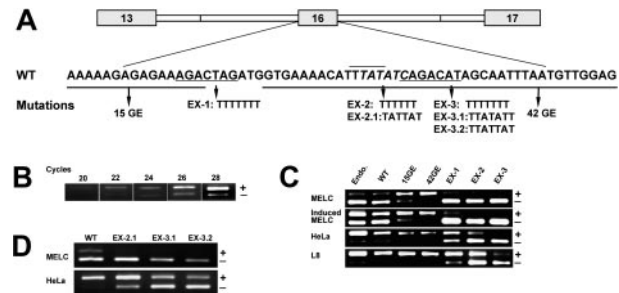 A
13 16 17
WT AAAAAGAGAGAAAGACTAGATGGTGAAAACATTTATATCAGACATAGCAATTTAATGTTGGAG
Mutations 15 GE EX-1: TTTTTTT EX-2: TTTTTT EX-3: TTTTTTT 42 GE
EX-2.1: TATTAT EX-3.1: TTATATT
EX-3.2: TTATTAT
B
Cycles
20 22 24 26 28
+
–
C
Endo. WT 15GE 42GE EX-1 EX-2 EX-3
MELC + –
Induced MELC + –
HeLa + –
L8 + –
D
WT EX-2.1 EX-3.1 EX-3.2
MELC + –
HeLa + –